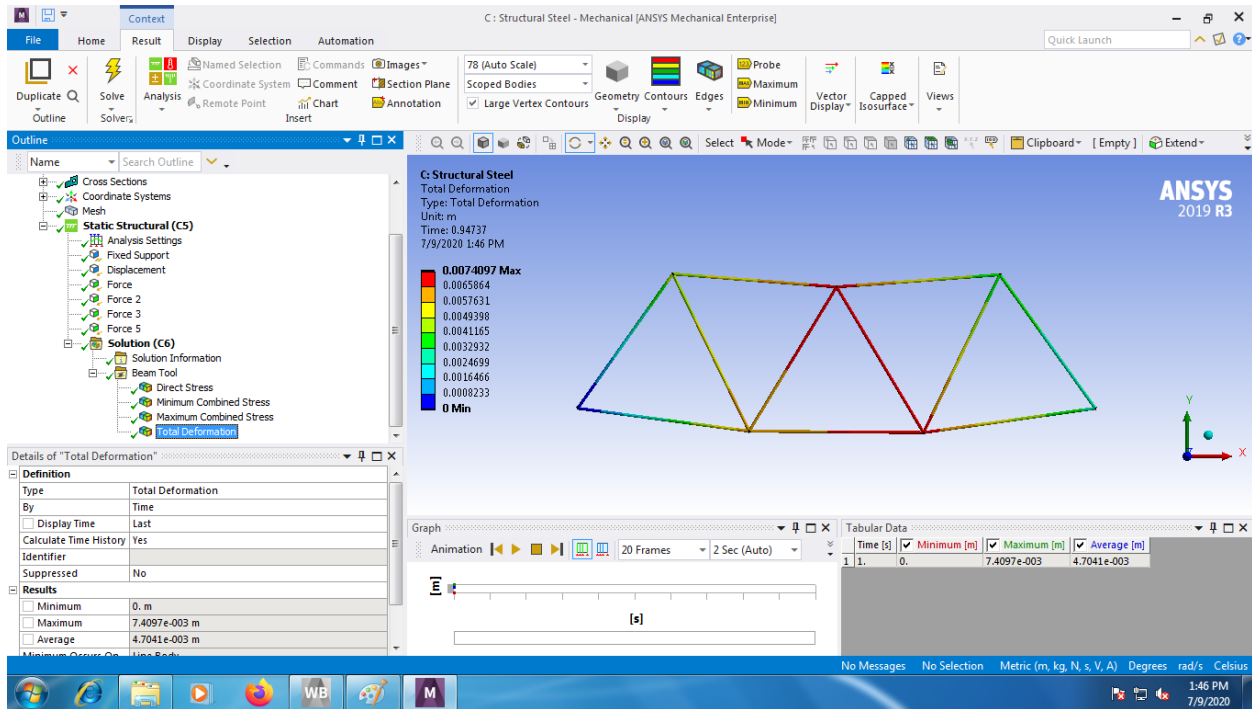 M
Context
C : Structural Steel - Mechanical [ANSYS Mechanical Enterprise]
File Home Result Display Selection Automation
Quick Launch
Duplicate
Outline
Solve
Solvers
Analysis
Named Selection
Coordinate System
Remote Point
Commands
Comment
Chart
Images
Section Plane
Annotation
Insert
78 (Auto Scale)
Scoped Bodies
Large Vertex Contours
Geometry Contours Edges
Probe
Maximum
Minimum
Display
Vector Display
Capped Isosurface
Views
Outline
Name
Search Outline
Select Mode
Clipboard [ Empty ] Extend
Cross Sections
Coordinate Systems
Mesh
Static Structural (C5)
Analysis Settings
Fixed Support
Displacement
Force
Force 2
Force 3
Force 5
Solution (C6)
Solution Information
Beam Tool
Direct Stress
Minimum Combined Stress
Maximum Combined Stress
Total Deformation
C: Structural Steel
Total Deformation
Type: Total Deformation
Unit: m
Time: 0.94737
7/9/2020 1:46 PM
0.0074097 Max
0.0065864
0.0057631
0.0049398
0.0041165
0.0032932
0.0024699
0.0016466
0.0008233
0 Min
ANSYS
2019 R3
Y
X
Details of "Total Deformation"
Definition
Type Total Deformation
By Time
Display Time Last
Calculate Time History Yes
Identifier
Suppressed No
Results
Minimum 0. m
Maximum 7.4097e-003 m
Average 4.7041e-003 m
Minimum Occurs On Line Body
Graph
Animation 20 Frames 2 Sec (Auto)
[m]
[s]
Tabular Data
Time [s] Minimum [m] Maximum [m] Average [m]
1 1. 0. 7.4097e-003 4.7041e-003
No Messages No Selection Metric (m, kg, N, s, V, A) Degrees rad/s Celsius
WB
M
1:46 PM
7/9/2020